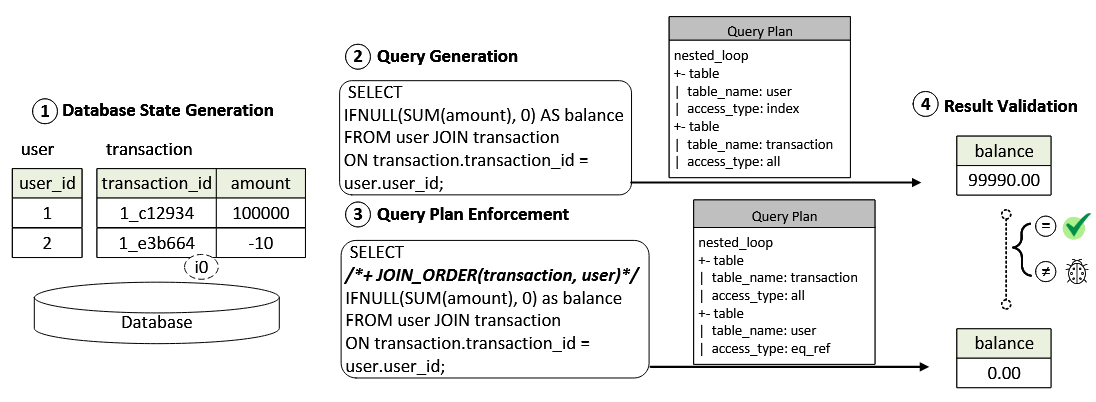 1 Database State Generation
user transaction
user_id transaction_id amount
1 1_c12934 100000
2 1_e3b664 -10
i0
Database
2 Query Generation
SELECT
IFNULL(SUM(amount), 0) AS balance
FROM user JOIN transaction
ON transaction.transaction_id =
user.user_id;
Query Plan
nested_loop
+- table
| table_name: user
| access_type: index
+- table
| table_name: transaction
| access_type: all
3 Query Plan Enforcement
SELECT
/*+ JOIN_ORDER(transaction, user)*/
IFNULL(SUM(amount), 0) as balance
FROM user JOIN transaction
ON transaction.transaction_id =
user.user_id;
Query Plan
nested_loop
+- table
| table_name: transaction
| access_type: all
+- table
| table_name: user
| access_type: eq_ref
4 Result Validation
balance
99990.00
=
≠
balance
0.00